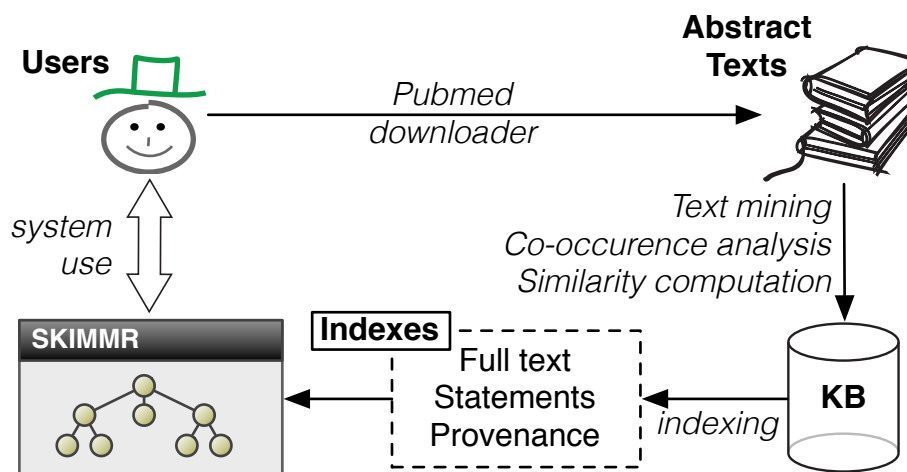 Users
Abstract
Texts
Pubmed
downloader
system
use
Text mining
Co-occurence analysis
Similarity computation
SKIMMR
Indexes
Full text
Statements
Provenance
indexing
KB